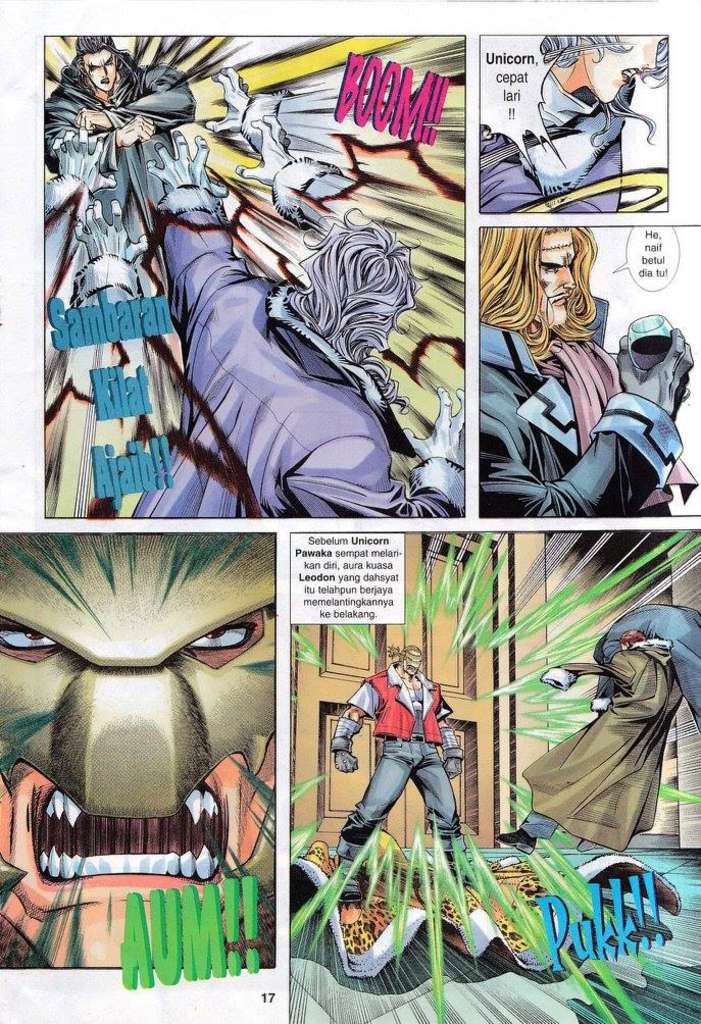 BOOM!!
Sambaran
Kilat
Ajaib!!
Unicorn,
cepat
lari
!!
He,
naif
betul
dia tu!
AUM!!
Sebelum Unicorn
Pawaka sempat melari-
kan diri, aura kuasa
Leodon yang dahsyat
itu telahpun berjaya
memelantingkannya
ke belakang.
Pukk!!
17